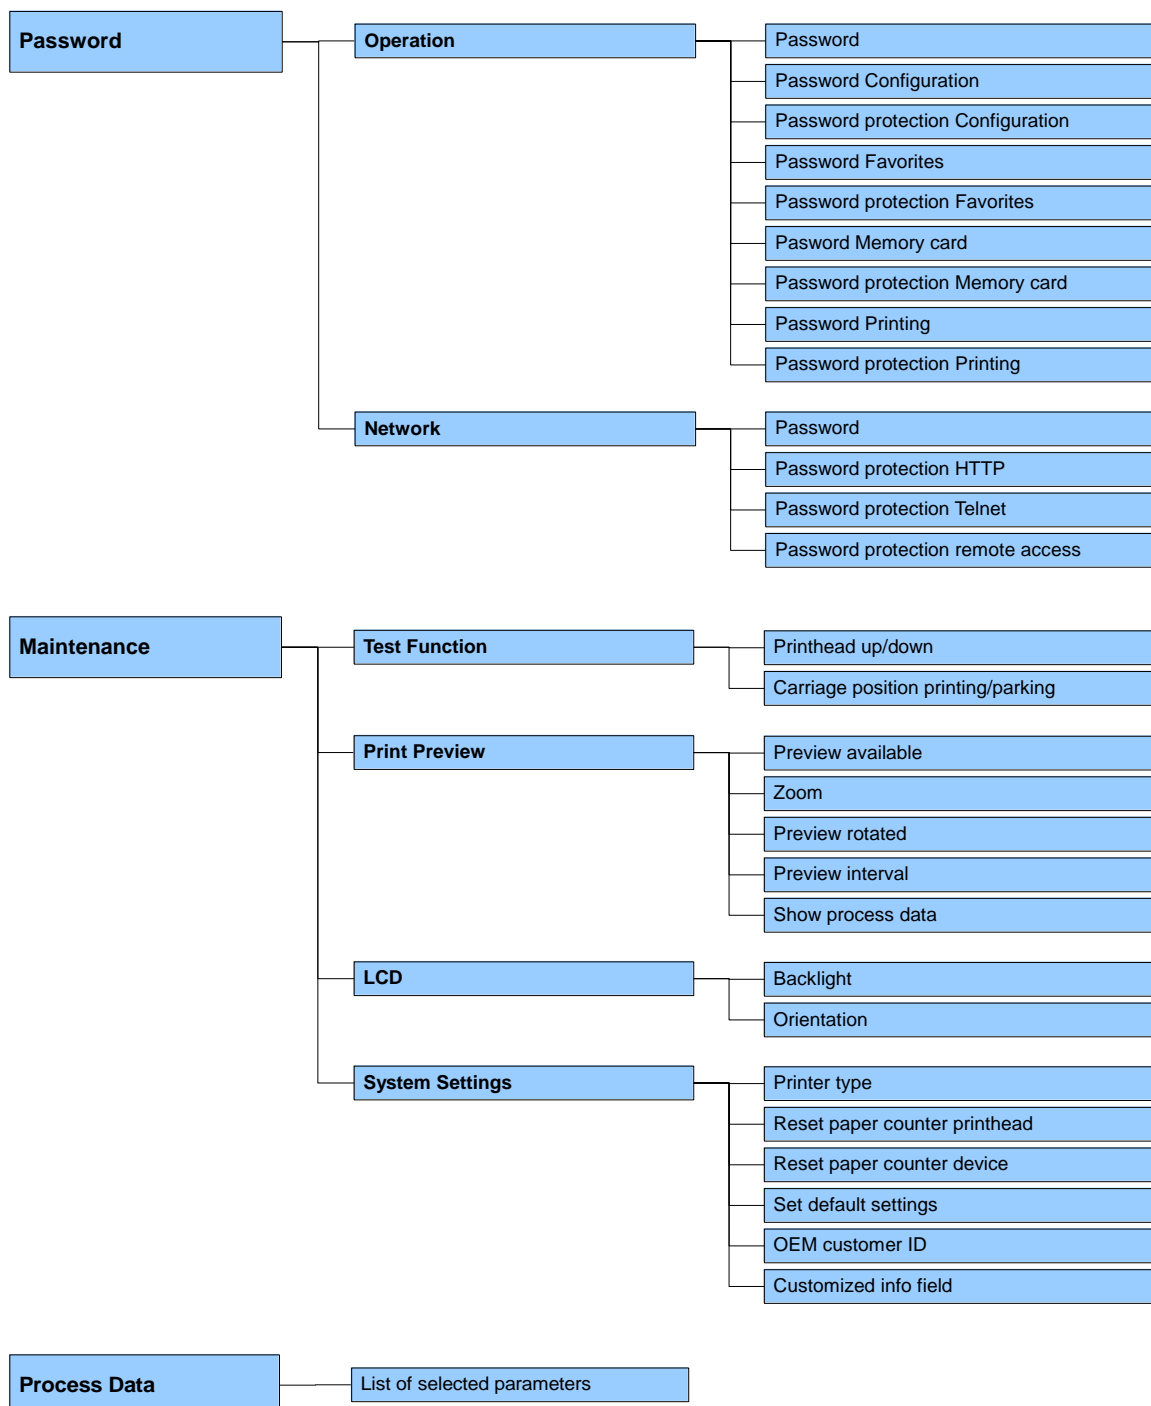 Password
Operation
Password
Password Configuration
Password protection Configuration
Password Favorites
Password protection Favorites
Pasword Memory card
Password protection Memory card
Password Printing
Password protection Printing
Network
Password
Password protection HTTP
Password protection Telnet
Password protection remote access
Maintenance
Test Function
Printhead up/down
Carriage position printing/parking
Print Preview
Preview available
Zoom
Preview rotated
Preview interval
Show process data
LCD
Backlight
Orientation
System Settings
Printer type
Reset paper counter printhead
Reset paper counter device
Set default settings
OEM customer ID
Customized info field
Process Data
List of selected parameters